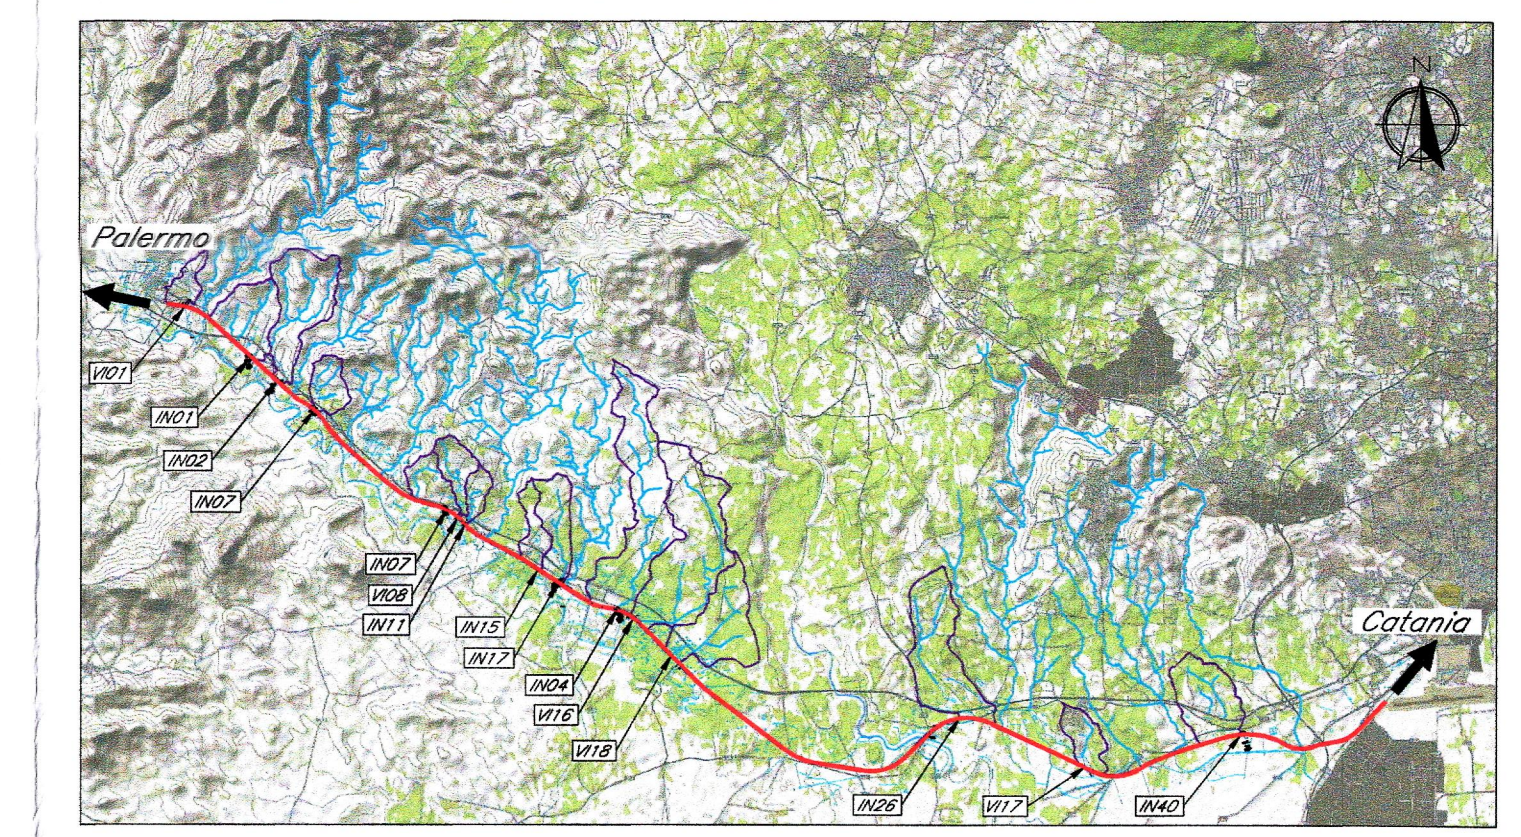 N
Palermo
VI01
IN01
IN02
IN07
IN07
VI08
IN11
IN15
IN17
IN04
VI16
VI18
Catania
IN26
VI17
IN40